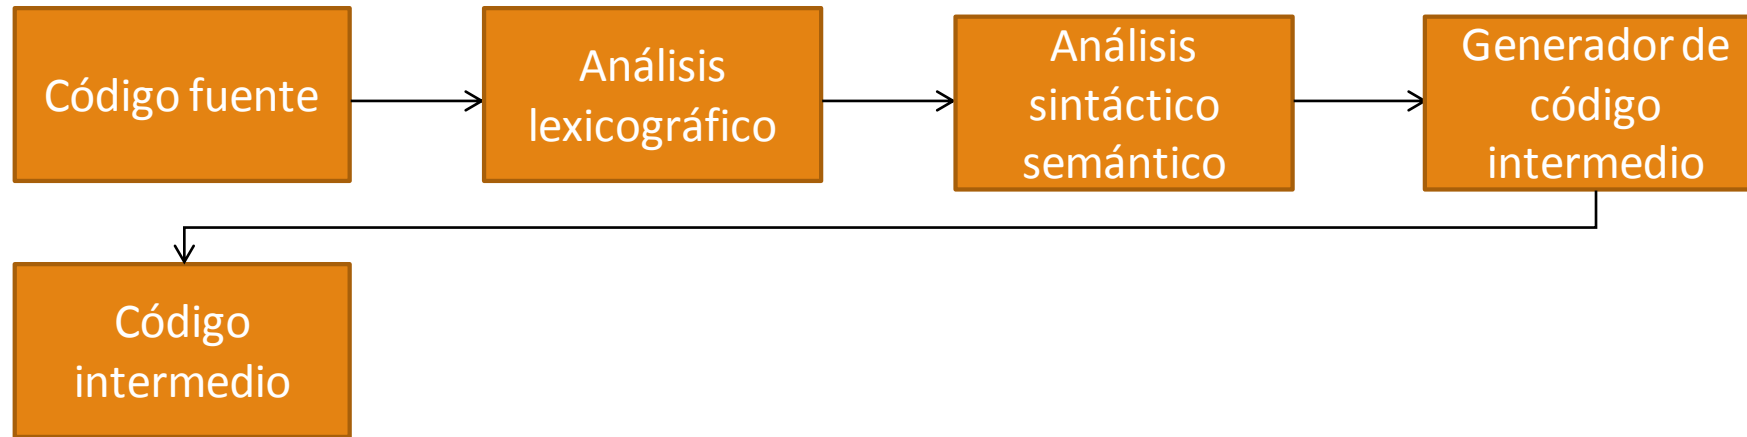 Código fuente
Análisis
lexicográfico
Análisis
sintáctico
semántico
Generador de
código
intermedio
Código
intermedio